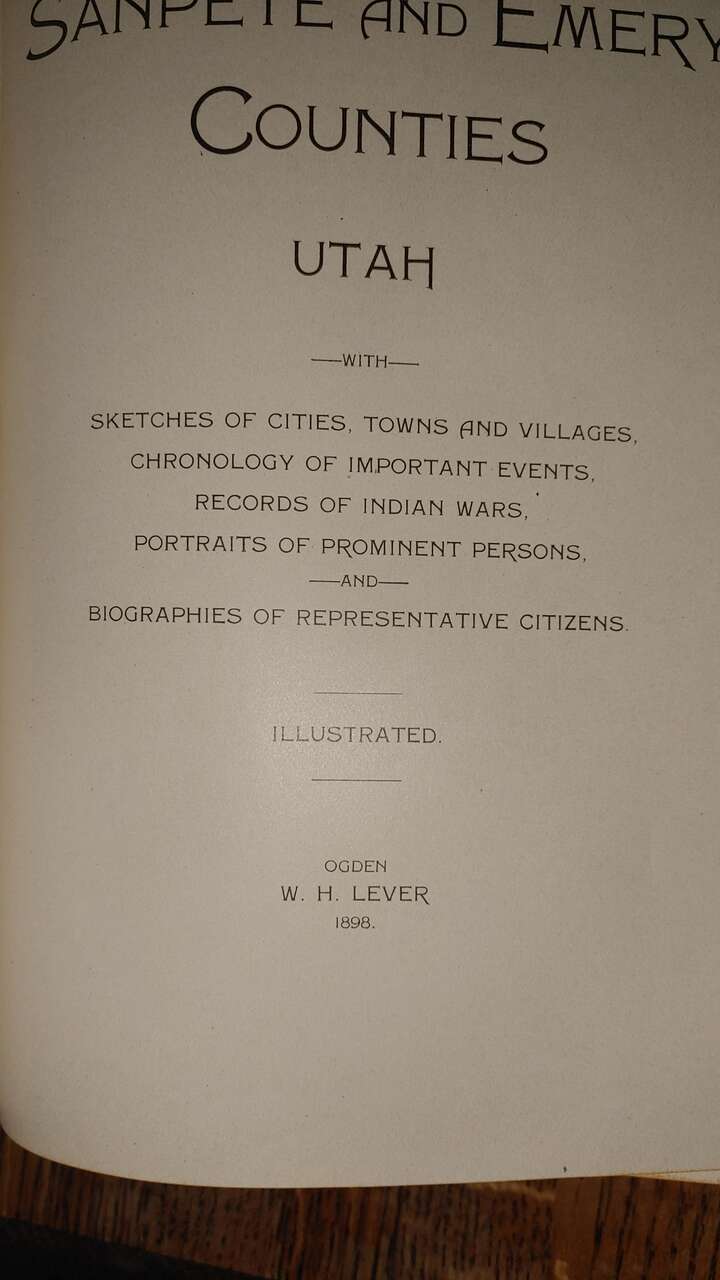 SANPETE AND EMERY
COUNTIES
UTAH
—WITH—
SKETCHES OF CITIES, TOWNS AND VILLAGES,
CHRONOLOGY OF IMPORTANT EVENTS,
RECORDS OF INDIAN WARS,
PORTRAITS OF PROMINENT PERSONS,
—AND—
BIOGRAPHIES OF REPRESENTATIVE CITIZENS.
ILLUSTRATED.
OGDEN
W. H. LEVER
1898.